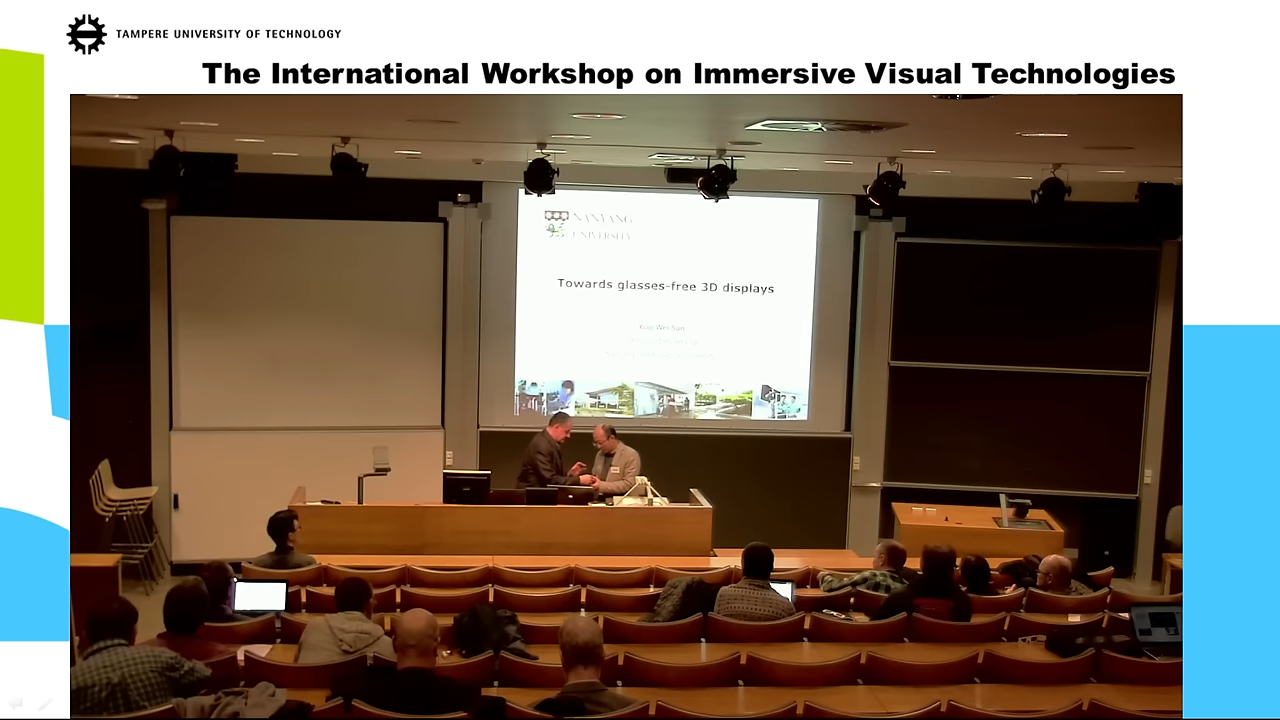 TAMPERE UNIVERSITY OF TECHNOLOGY
The International Workshop on Immersive Visual Technologies
NANYANG
UNIVERSITY
Towards glasses-free 3D displays